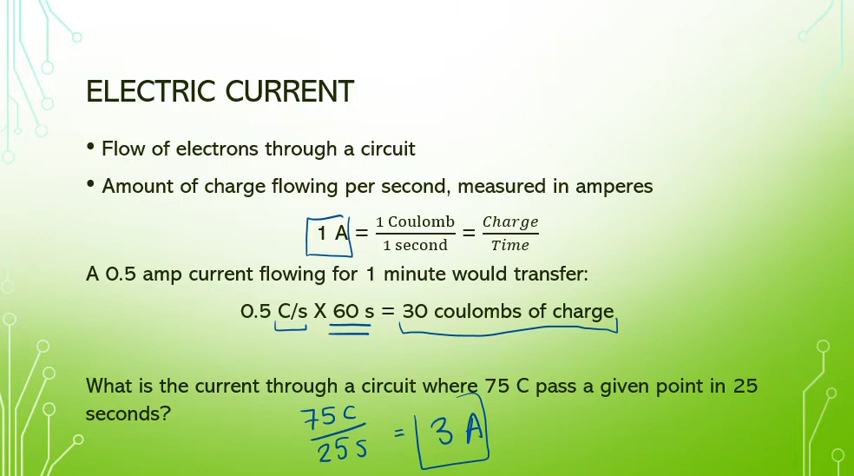 ELECTRIC CURRENT
• Flow of electrons through a circuit
• Amount of charge flowing per second, measured in amperes
1 A = 1 Coulomb / 1 second = Charge / Time
A 0.5 amp current flowing for 1 minute would transfer:
0.5 C/s X 60 s = 30 coulombs of charge
What is the current through a circuit where 75 C pass a given point in 25
seconds?
75C / 25s = 3 A